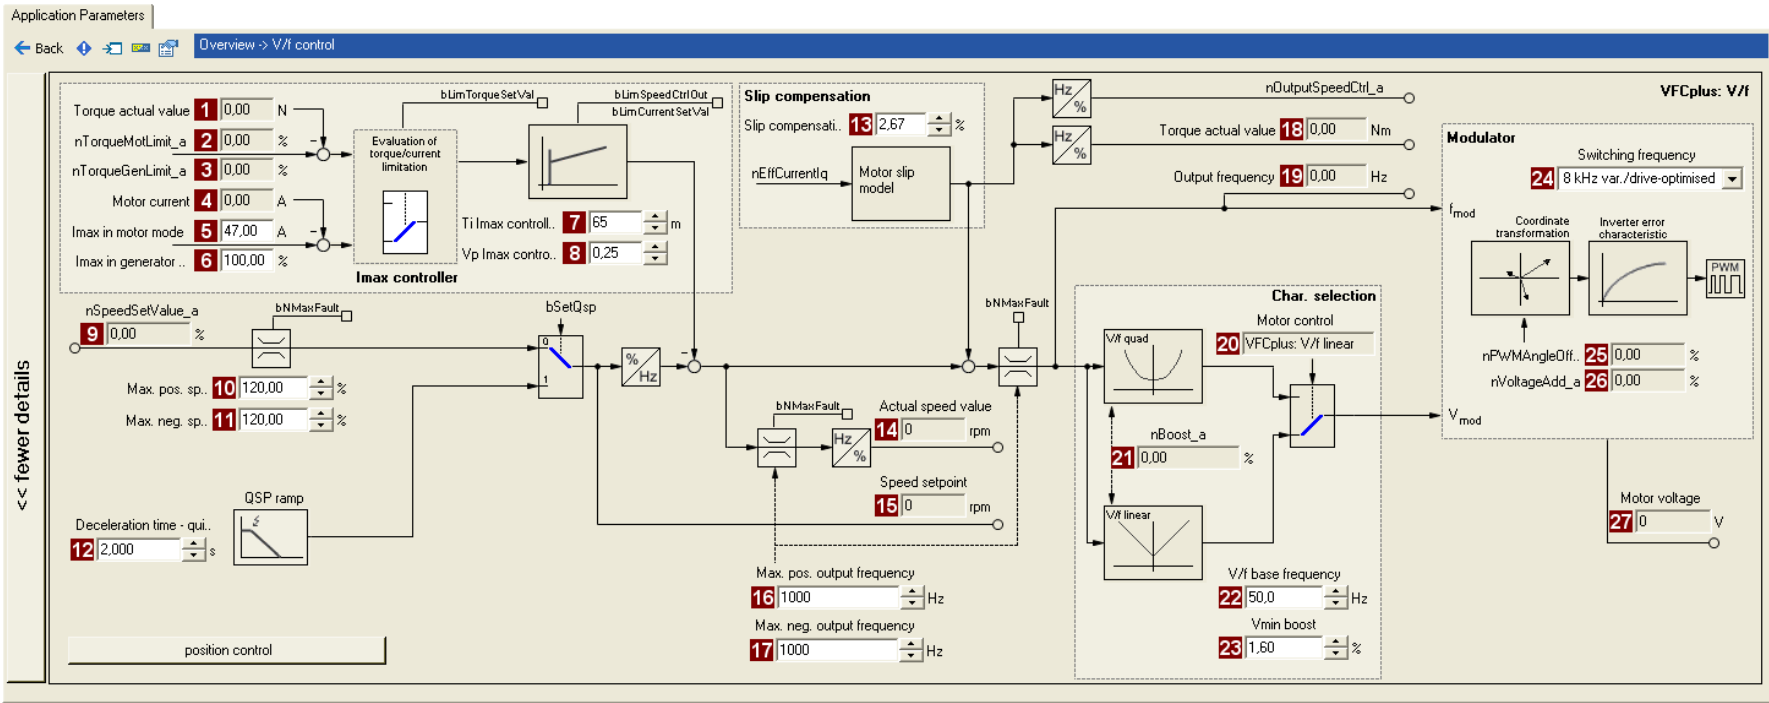 Application Parameters
Back
Overview -> V/f control
<< fewer details
VFCplus: V/f
Torque actual value 1 0,00 N
nTorqueMotLimit_a 2 0,00 %
nTorqueGenLimit_a 3 0,00 %
Motor current 4 0,00 A
Imax in motor mode 5 47,00 A
Imax in generator .. 6 100,00 %
bLimTorqueSetVal
Evaluation of
torque/current
limitation
bLimSpeedCtrlOut
bLimCurrentSetVal
Ti Imax controll.. 7 65 m
Vp Imax contro.. 8 0,25
Imax controller
Slip compensation
Slip compensati.. 13 2,67 %
nEffCurrentIq
Motor slip
model
Hz
%
nOutputSpeedCtrl_a
Hz
%
Torque actual value 18 0,00 Nm
Output frequency 19 0,00 Hz
Modulator
Switching frequency
24 8 kHz var./drive-optimised
fmod
Coordinate
transformation
Inverter error
characteristic
PWM
nPWMAngleOff.. 25 0,00 %
nVoltageAdd_a 26 0,00 %
Vmod
Motor voltage
27 0 V
nSpeedSetValue_a
9 0,00 %
bNMaxFault
Max. pos. sp.. 10 120,00 %
Max. neg. sp.. 11 120,00 %
bSetQsp
0
1
%
Hz
QSP ramp
Deceleration time - qui..
12 2,000 s
position control
bNMaxFault
bNMaxFault
Hz
%
Actual speed value
14 0 rpm
Speed setpoint
15 0 rpm
Max. pos. output frequency
16 1000 Hz
Max. neg. output frequency
17 1000 Hz
Char. selection
Motor control
20 VFCplus: V/f linear
V/f quad
nBoost_a
21 0,00 %
V/f linear
V/f base frequency
22 50,0 Hz
Vmin boost
23 1,60 %